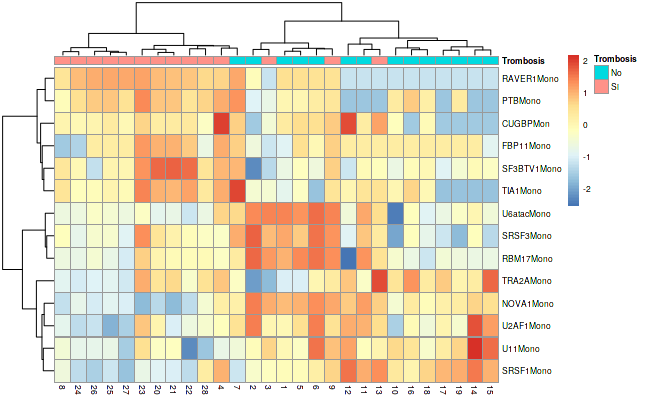 Trombosis
RAVER1Mono
PTBMono
CUGBPMon
FBP11Mono
SF3BTV1Mono
TIA1Mono
U6atacMono
SRSF3Mono
RBM17Mono
TRA2AMono
NOVA1Mono
U2AF1Mono
U11Mono
SRSF1Mono
8 24 26 25 27 23 20 21 22 28 4 7 2 3 1 5 6 9 12 11 13 10 16 18 17 19 14 15
2
1
0
-1
-2
Trombosis
No
SI